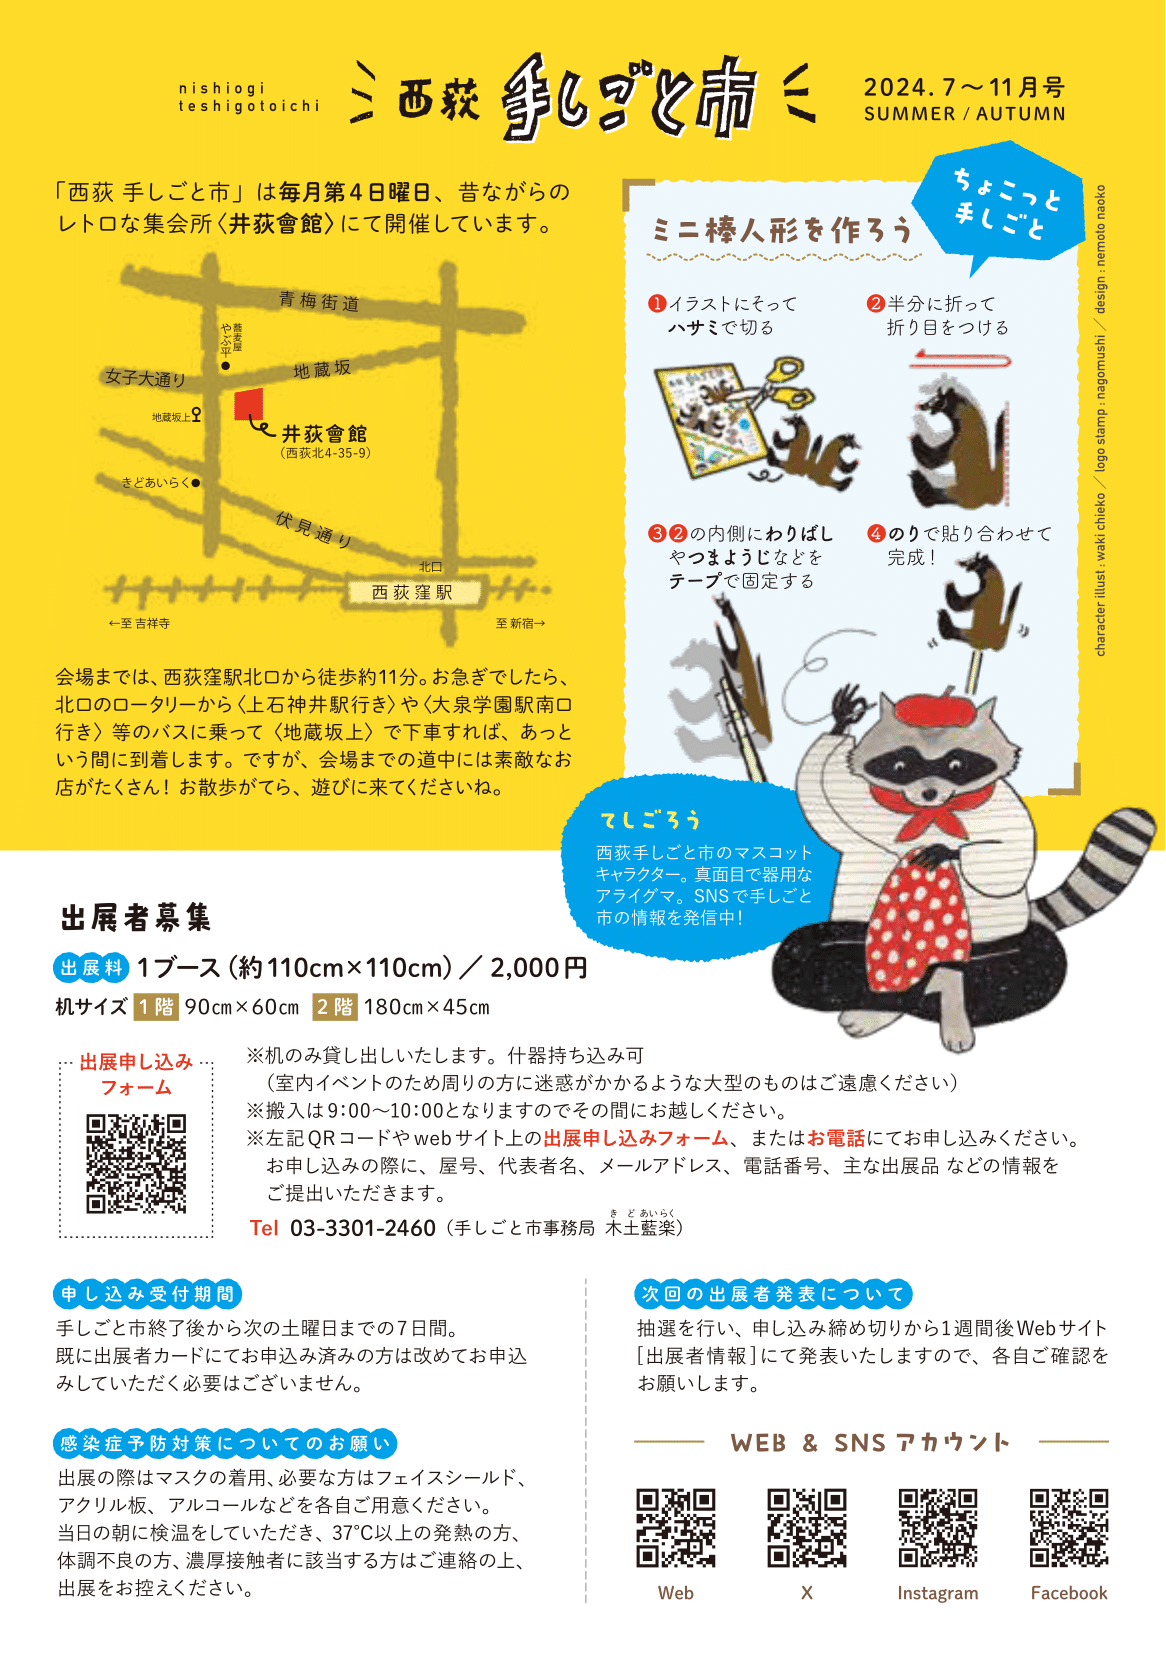 nishiogi
teshigotoichi
西荻 手しごと市
2024. 7〜11月号
SUMMER / AUTUMN
「西荻 手しごと市」は毎月第4日曜日、昔ながらの
レトロな集会所〈井荻會館〉にて開催しています。
青梅街道
蕎麦屋
やぶ平
女子大通り
地蔵坂
地蔵坂上
井荻會館
（西荻北4-35-9）
きどあいらく
伏見通り
北口
西荻窪駅
←至 吉祥寺
至 新宿→
会場までは、西荻窪駅北口から徒歩約11分。お急ぎでしたら、
北口のロータリーから〈上石神井駅行き〉や〈大泉学園駅南口
行き〉等のバスに乗って〈地蔵坂上〉で下車すれば、あっと
いう間に到着します。ですが、会場までの道中には素敵なお
店がたくさん！お散歩がてら、遊びに来てくださいね。
ちょこっと
手しごと
ミニ棒人形を作ろう
❶イラストにそって
ハサミで切る
❷半分に折って
折り目をつける
❸❷の内側にわりばし
やつまようじなどを
テープで固定する
❹のりで貼り合わせて
完成！
character illust : waki chieko ／ logo stamp : nagomushi ／ design : nemoto naoko
てしごろう
西荻手しごと市のマスコット
キャラクター。真面目で器用な
アライグマ。SNSで手しごと
市の情報を発信中！
出展者募集
出展料 1ブース（約110cm×110cm）／ 2,000円
机サイズ 1階 90cm×60cm 2階 180cm×45cm
出展申し込み
フォーム
※机のみ貸し出しいたします。什器持ち込み可
（室内イベントのため周りの方に迷惑がかかるような大型のものはご遠慮ください）
※搬入は9:00〜10:00となりますのでその間にお越しください。
※左記QRコードやwebサイト上の出展申し込みフォーム、またはお電話にてお申し込みください。
お申し込みの際に、屋号、代表者名、メールアドレス、電話番号、主な出展品 などの情報を
ご提出いただきます。
き ど あいらく
Tel 03-3301-2460（手しごと市事務局 木土藍楽）
申し込み受付期間
手しごと市終了後から次の土曜日までの7日間。
既に出展者カードにてお申込み済みの方は改めてお申込
みしていただく必要はございません。
感染症予防対策についてのお願い
出展の際はマスクの着用、必要な方はフェイスシールド、
アクリル板、アルコールなどを各自ご用意ください。
当日の朝に検温をしていただき、37℃以上の発熱の方、
体調不良の方、濃厚接触者に該当する方はご連絡の上、
出展をお控えください。
次回の出展者発表について
抽選を行い、申し込み締め切りから1週間後Webサイト
［出展者情報］にて発表いたしますので、各自ご確認を
お願いします。
WEB & SNS アカウント
Web
X
Instagram
Facebook